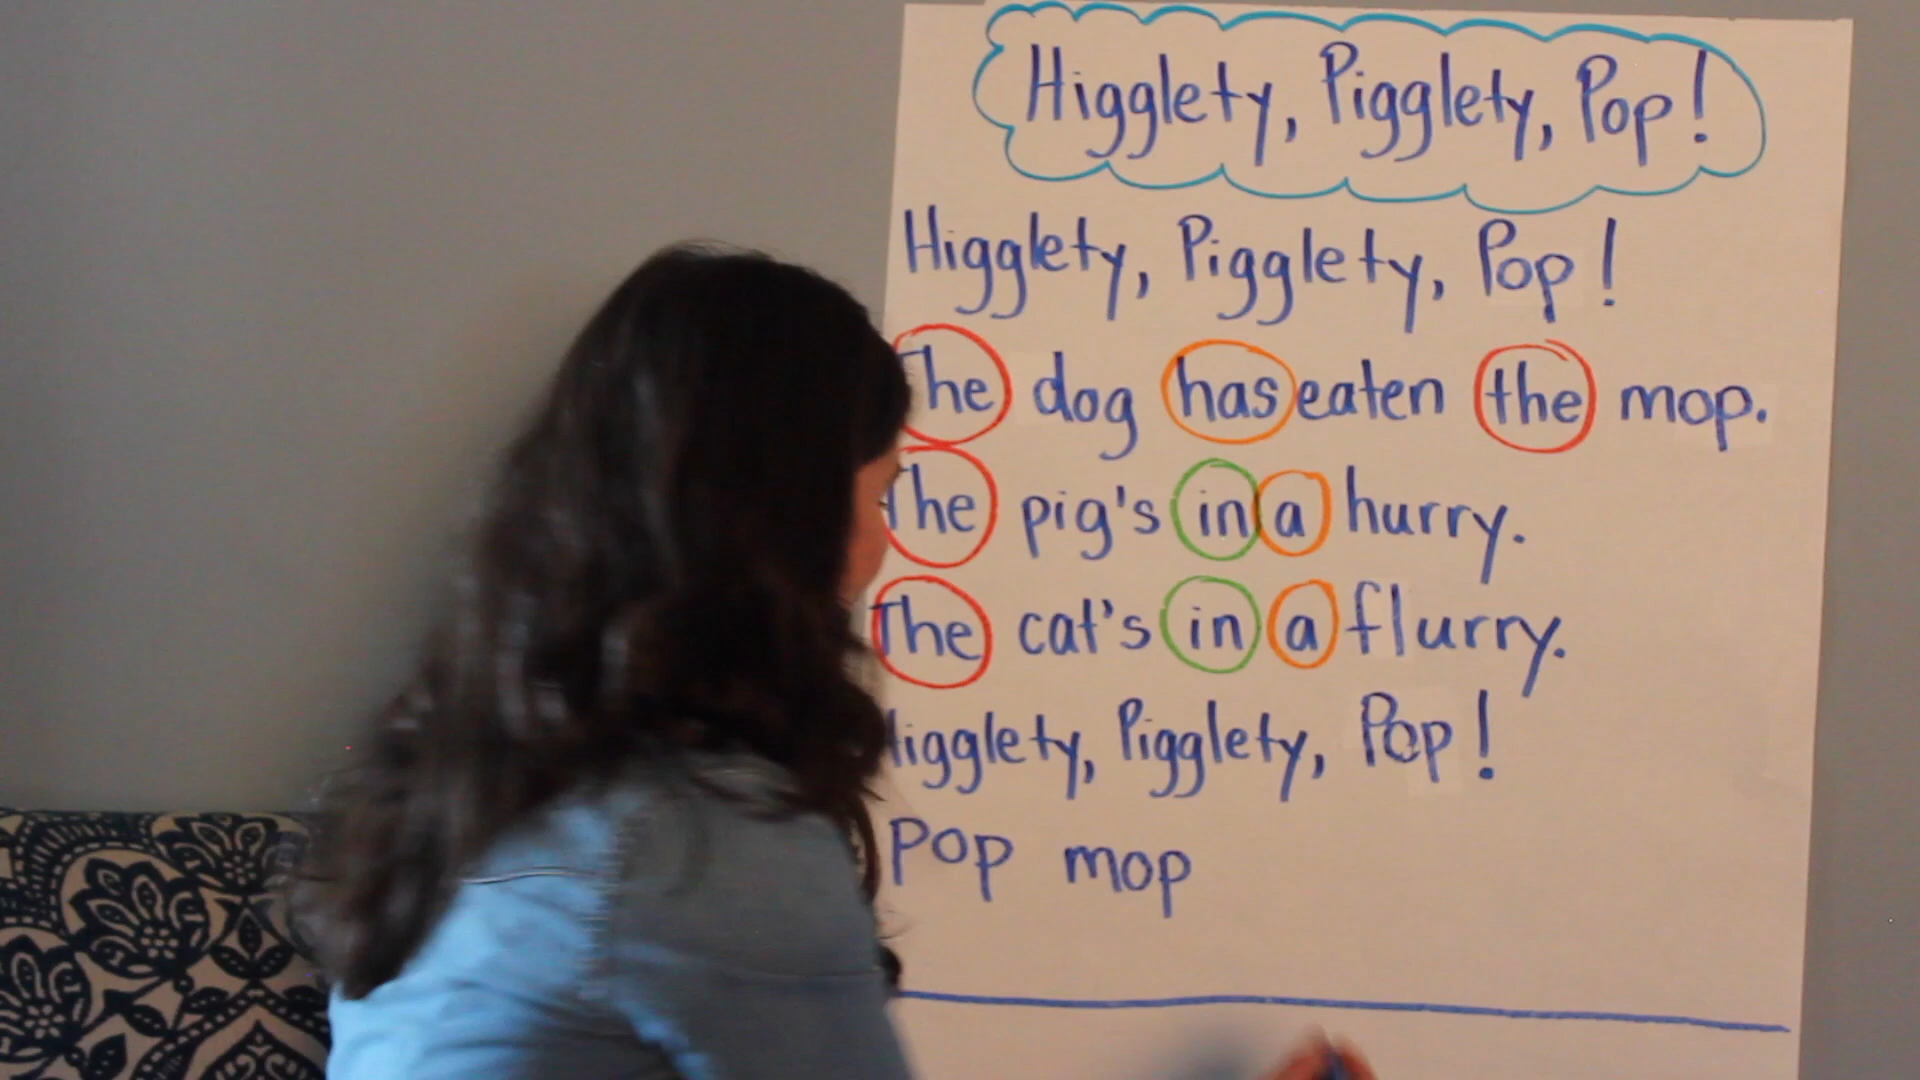 Higglety, Pigglety, Pop!
Higglety, Pigglety, Pop!
The dog has eaten the mop.
The pig's in a hurry.
The cat's in a flurry.
Higglety, Pigglety, Pop!
Pop mop